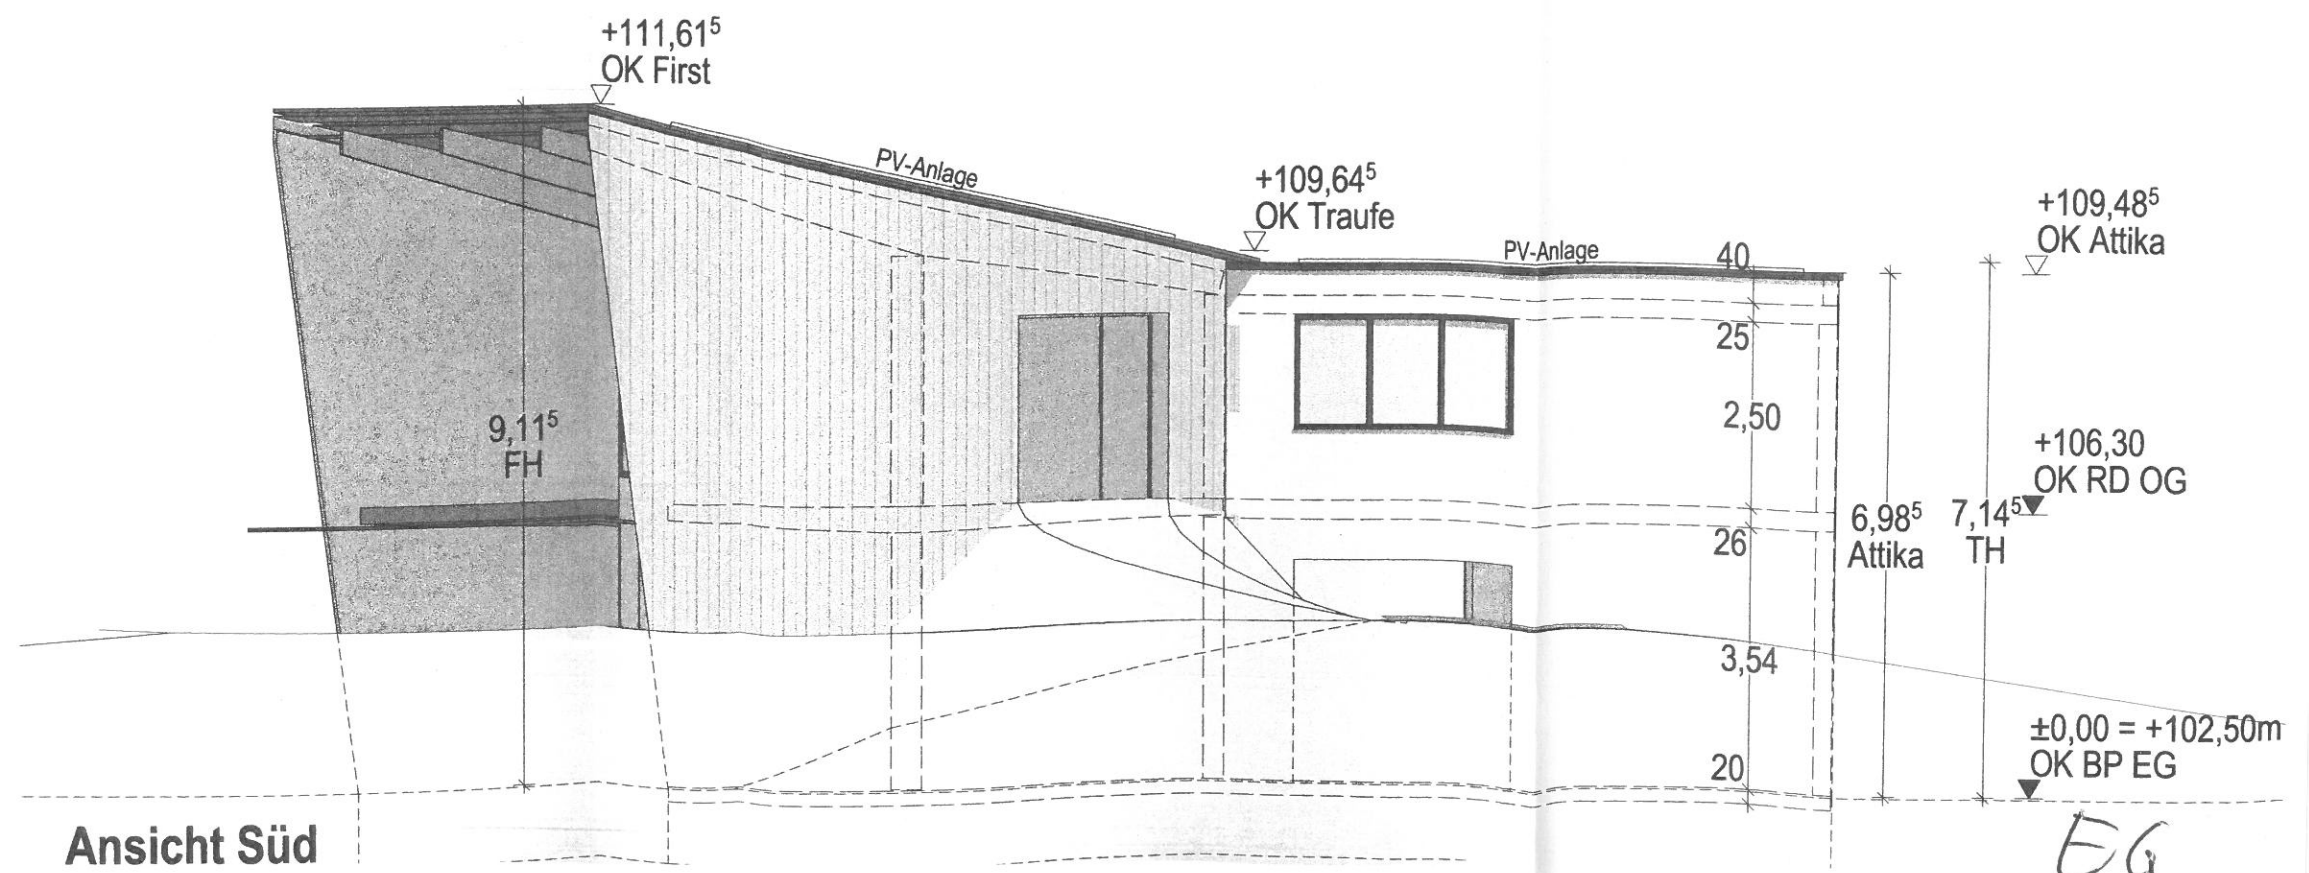 +111,61⁵
OK First
PV-Anlage
+109,64⁵
OK Traufe
PV-Anlage
40
+109,48⁵
OK Attika
25
2,50
9,11⁵
FH
+106,30
OK RD OG
6,98⁵
Attika
7,14⁵
TH
26
3,54
±0,00 = +102,50m
OK BP EG
20
Ansicht Süd
EG